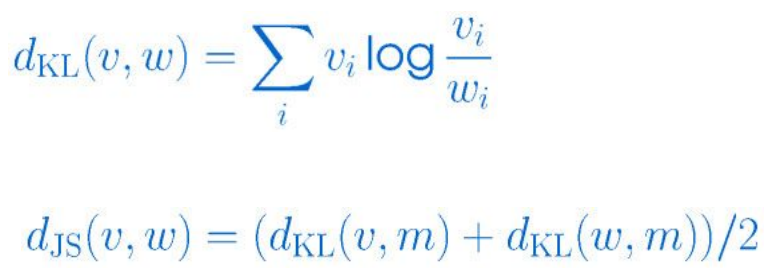 d_KL(v, w) = ∑_i v_i log v_i/w_i
d_JS(v, w) = (d_KL(v, m) + d_KL(w, m))/2